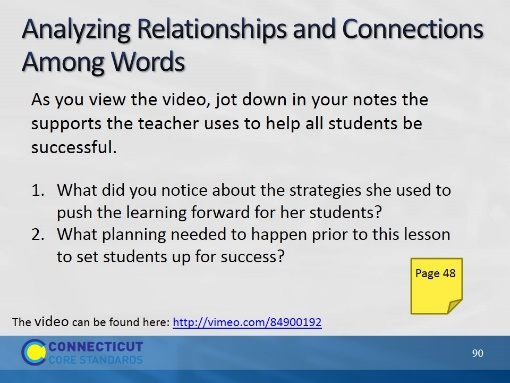 Analyzing Relationships and Connections
Among Words
As you view the video, jot down in your notes the
supports the teacher uses to help all students be
successful.
1. What did you notice about the strategies she used to
push the learning forward for her students?
2. What planning needed to happen prior to this lesson
to set students up for success?
Page 48
The video can be found here: http://vimeo.com/84900192
CONNECTICUT
CORE STANDARDS
90